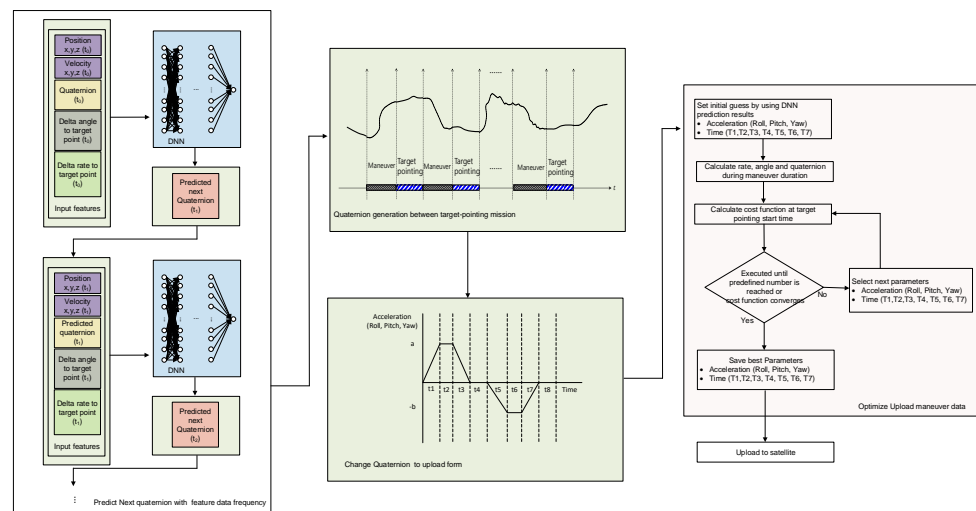 Position
x,y,z (t₀)
Velocity
x,y,z (t₀)
Quaternion
(t₀)
Delta angle
to target
point (t₀)
Delta rate to
target point
(t₀)
Input features
⋮
...
⋮
DNN
Predicted
next
Quaternion
(t₁)
Position
x,y,z (t₁)
Velocity
x,y,z (t₁)
Predicted
quaternion
(t₁)
Delta angle
to target
point (t₁)
Delta rate to
target point
(t₁)
Input features
⋮
...
⋮
DNN
Predicted
next
Quaternion
(t₂)
⋮
Predict Next quaternion with feature data frequency
......
Maneuver
Target
pointing
Maneuver
Target
pointing
......
Maneuver
Target
pointing
t
Quaternion generation between target-pointing mission
Acceleration
(Roll, Pitch, Yaw)
a
t1 t2 t3 t4 t5 t6 t7 t8 Time
-b
Change Quaternion to upload form
Set initial guess by using DNN
prediction results
• Acceleration (Roll, Pitch, Yaw)
• Time (T1,T2,T3, T4, T5, T6, T7)
Calculate rate, angle and quaternion
during maneuver duration
Calculate cost function at target
pointing start time
Executed until
predefined number is
reached or
cost function converges
No
Yes
Select next parameters
• Acceleration (Roll, Pitch, Yaw)
• Time (T1,T2,T3, T4, T5, T6, T7)
Save best Parameters
• Acceleration (Roll, Pitch, Yaw)
• Time (T1,T2,T3, T4, T5, T6, T7)
Optimize Upload maneuver data
Upload to satellite